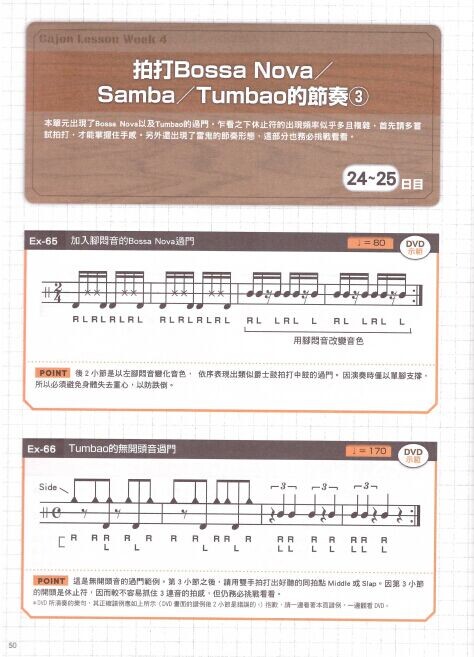 Cajon Lesson Week 4
拍打Bossa Nova／
Samba／Tumbao的節奏③
本單元出現了Bossa Nova以及Tumbao的過門，乍看之下休止符的出現頻率似乎多且複雜，首先請多嘗
試拍打，才能掌握住手感。另外還出現了雷鬼的節奏形態，這部分也務必挑戰看看。
24~25日目
Ex-65 加入腳悶音的Bossa Nova過門 ♩=80 DVD
示範
2
4
R L R L R L R L R L R L R L R L R L L R L L R L R L L
用腳悶音改變音色
POINT 後 2 小節是以左腳悶音變化音色， 依序表現出類似爵士鼓拍打中鼓的過門。因演奏時僅以單腳支撐，
所以必須避免身體失去重心，以防跌倒。
Ex-66 Tumbao的無開頭音過門 ♩=170 DVD
示範
Side
3 3 3
R R R R R R R R R R R R R R
L L L L L L L L L L L L
POINT 這是無開頭音的過門範例。第 3 小節之後，請用雙手拍打出好聽的同拍點 Middle 或 Slap。因第 3 小節
的開頭是休止符，因而較不容易抓住 3 連音的拍感，但仍務必挑戰看看。
＊DVD 所演奏的樂句，其正確譜例應如上所示（DVD 畫面的譜例後 2 小節是錯誤的），抱歉，請一邊看著本頁譜例，一邊觀看 DVD。
50